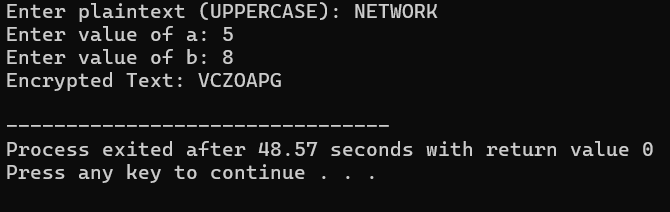 Enter plaintext (UPPERCASE): NETWORK
Enter value of a: 5
Enter value of b: 8
Encrypted Text: VCZOAPG
--------------------------------
Process exited after 48.57 seconds with return value 0
Press any key to continue . . .